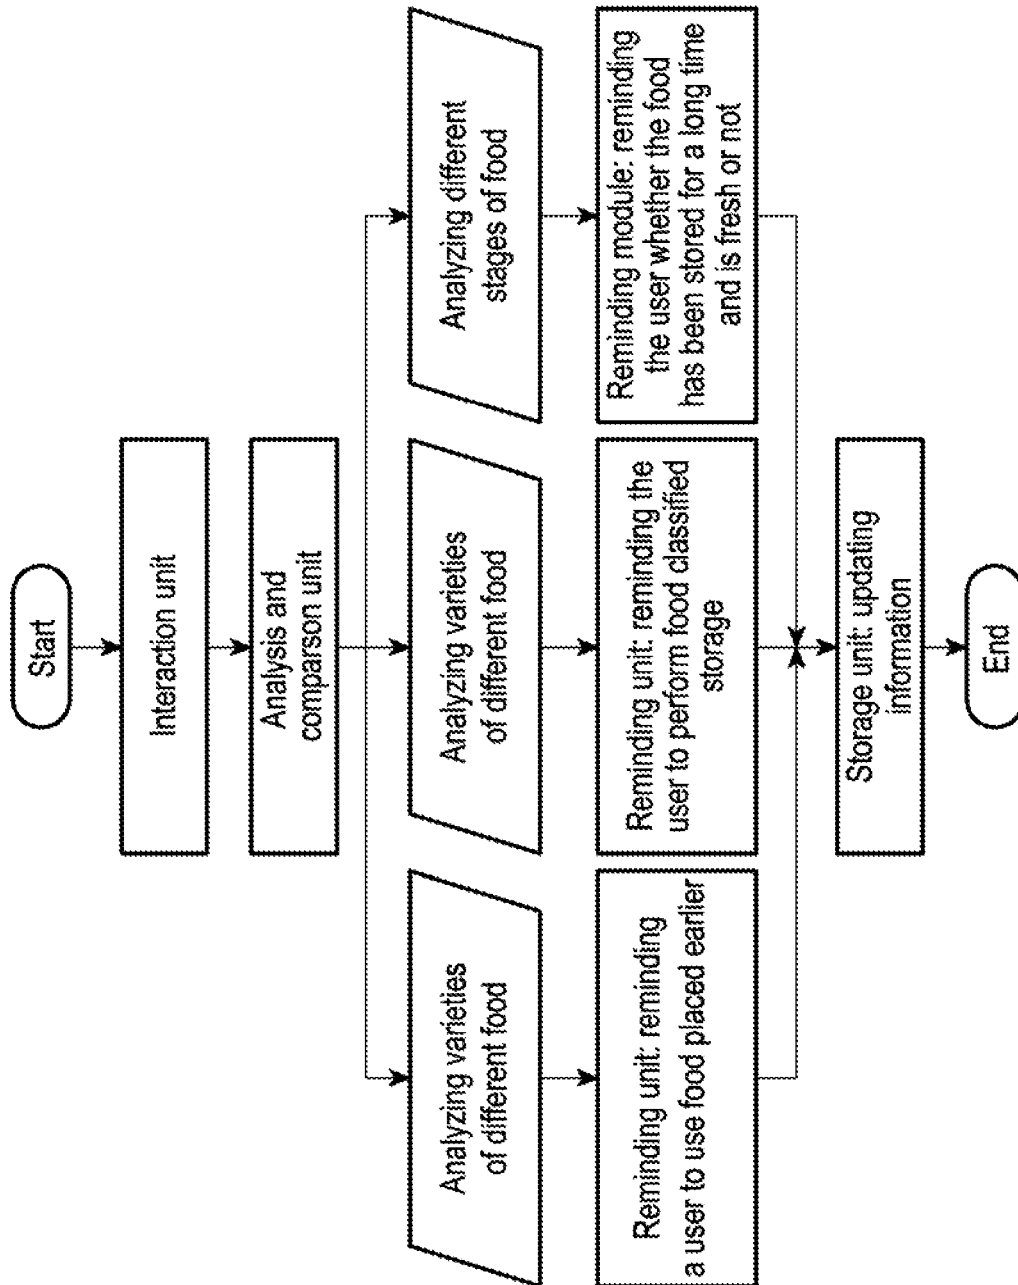 Start
Interaction unit
Analysis and
comparson unit
Analyzing varieties
of different food
Analyzing varieties
of different food
Analyzing different
stages of food
Reminding unit: reminding
a user to use food placed earlier
Reminding unit: reminding the
user to perform food classified
storage
Reminding module: reminding
the user whether the food
has been stored for a long time
and is fresh or not
Storage unit: updating
information
End